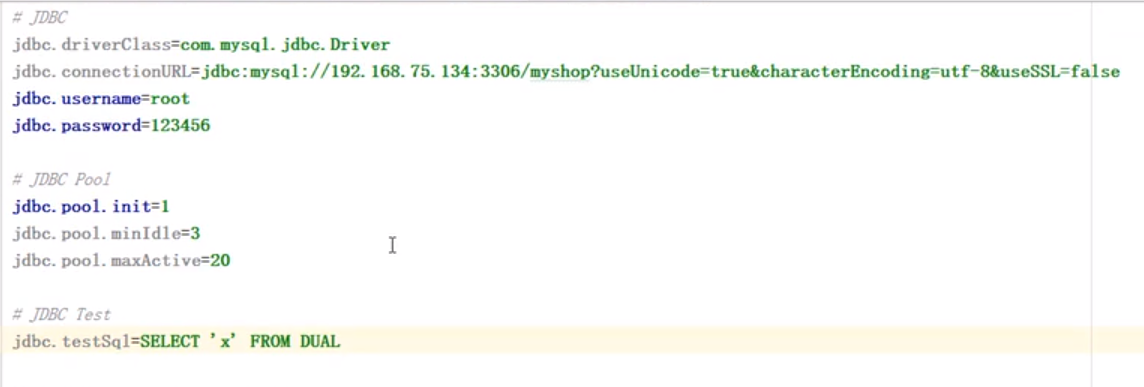 # JDBC
jdbc.driverClass=com.mysql.jdbc.Driver
jdbc.connectionURL=jdbc:mysql://192.168.75.134:3306/myshop?useUnicode=true&characterEncoding=utf-8&useSSL=false
jdbc.username=root
jdbc.password=123456
# JDBC Pool
jdbc.pool.init=1
jdbc.pool.minIdle=3
jdbc.pool.maxActive=20
# JDBC Test
jdbc.testSql=SELECT 'x' FROM DUAL